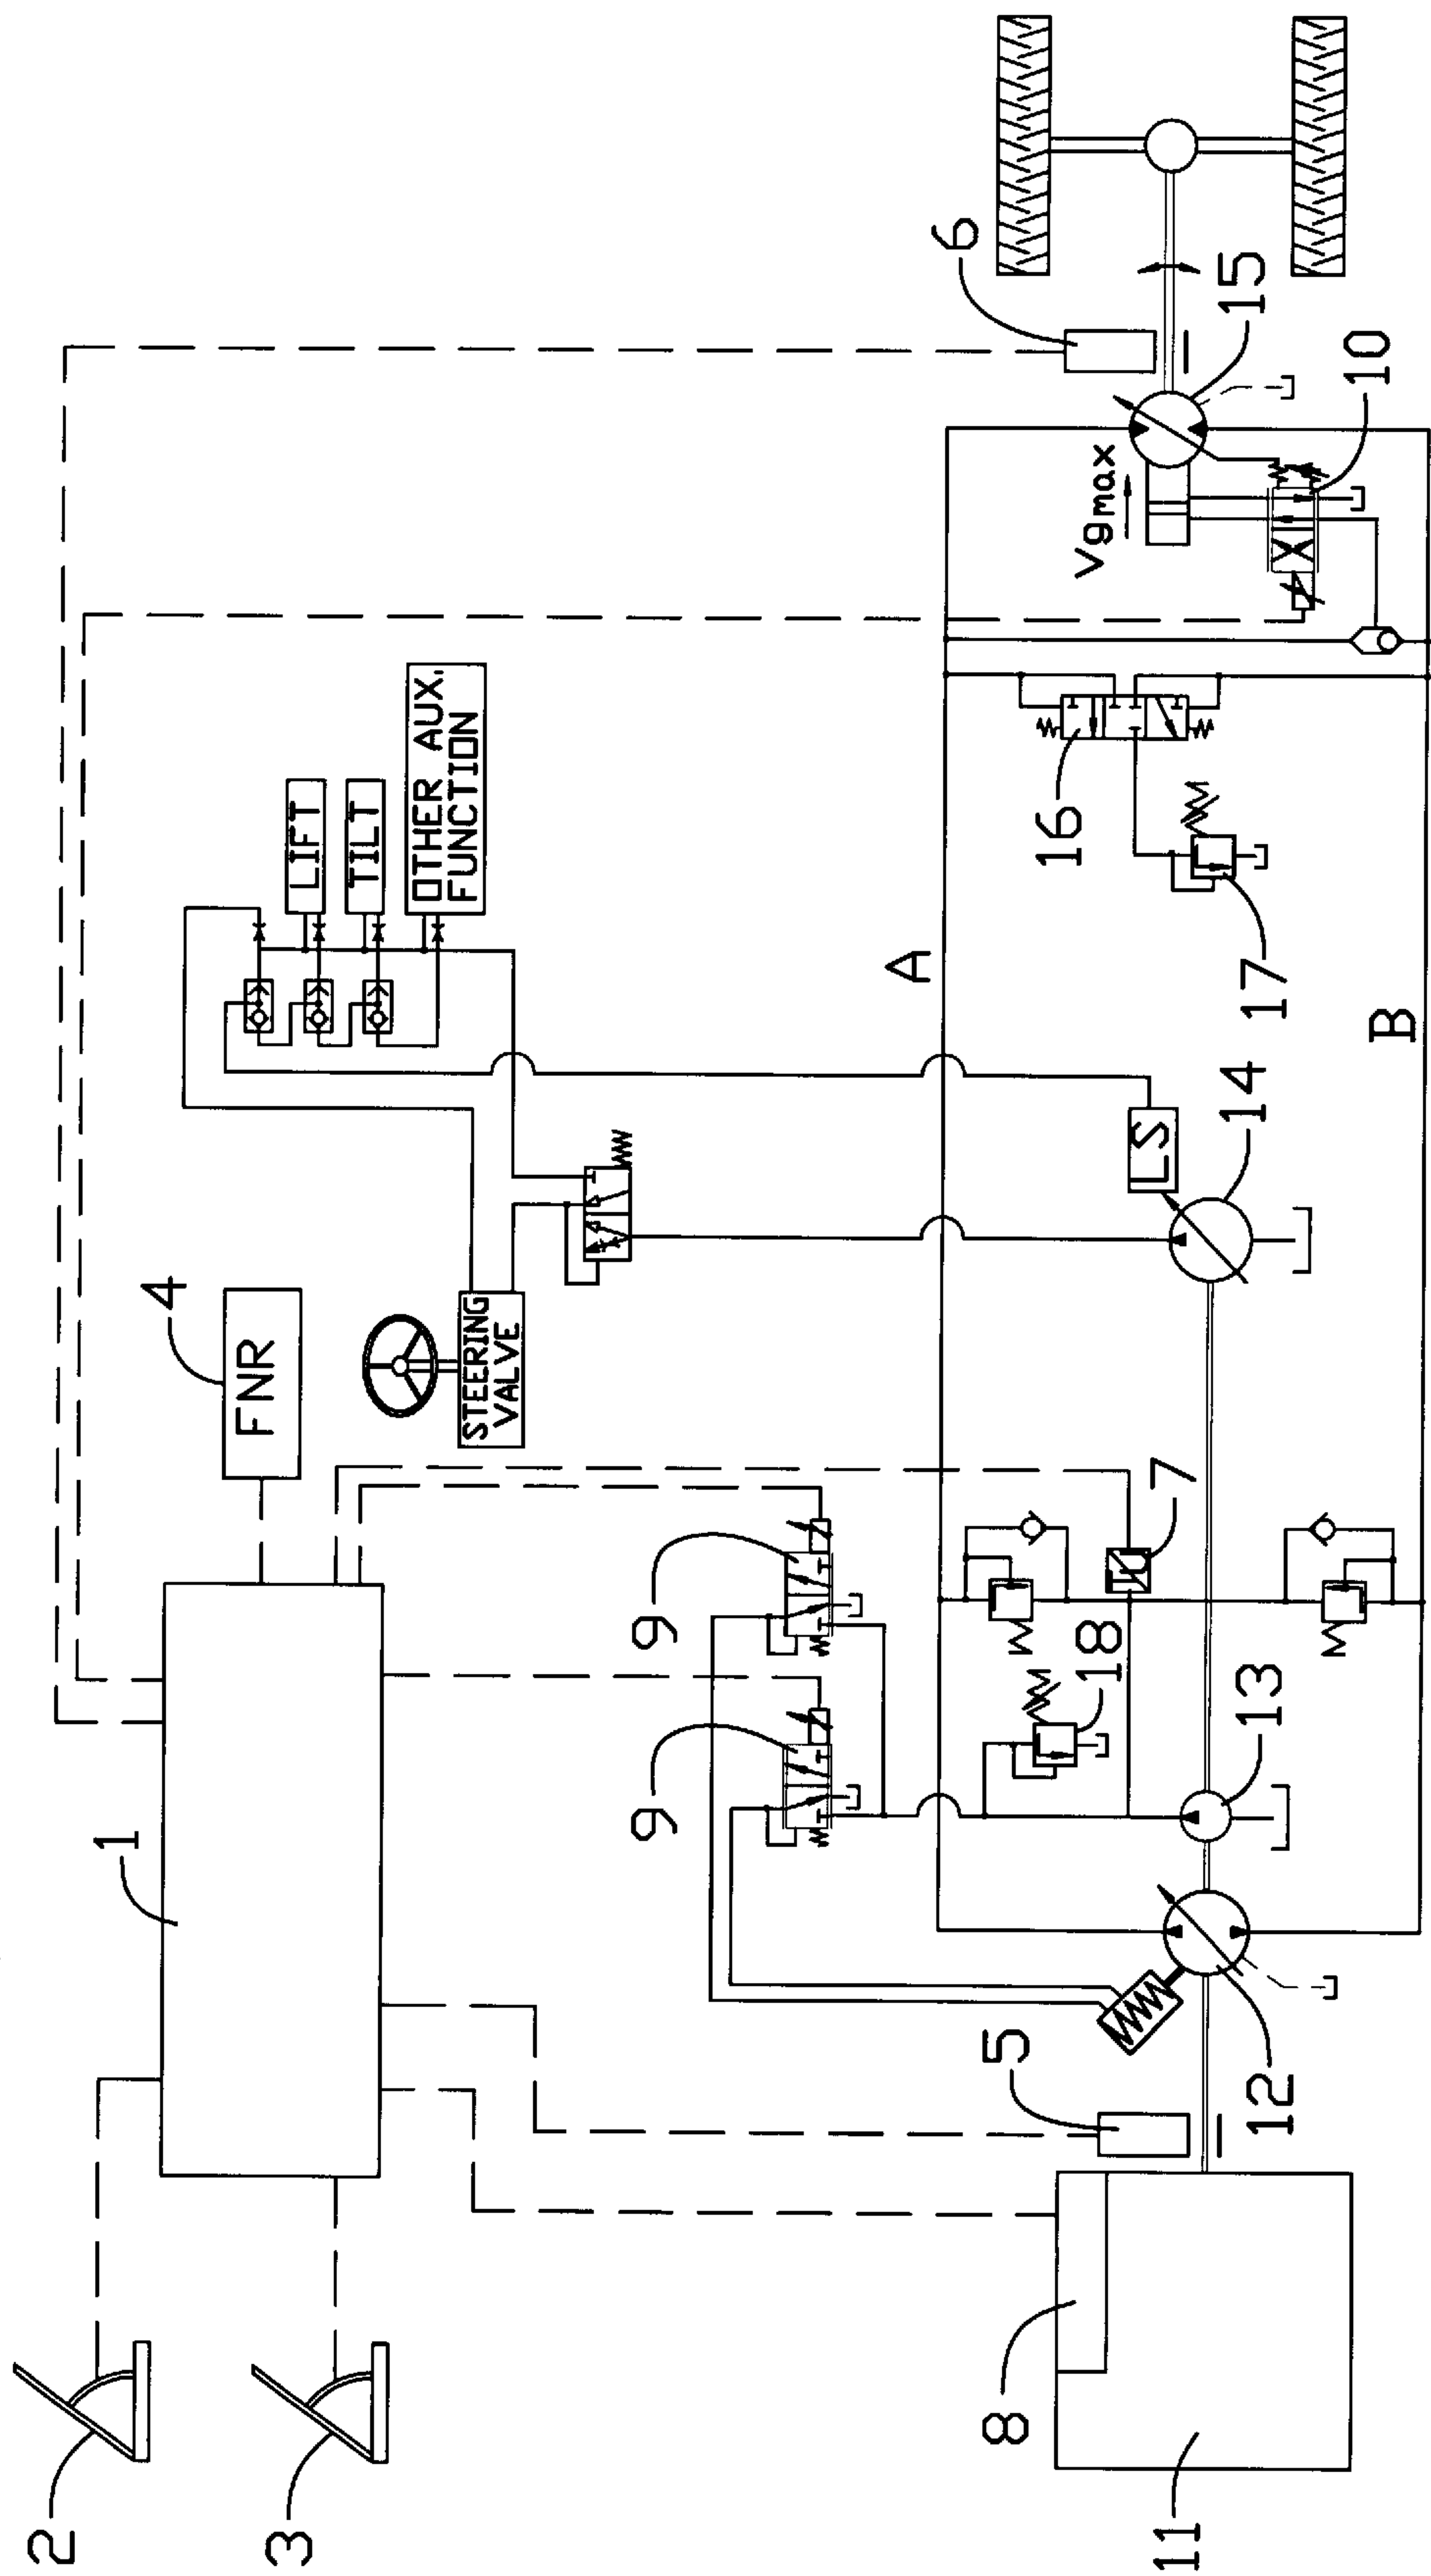 2
1
4
FNR
3
LIFT
TILT
OTHER AUX.
FUNCTION
STEERING
VALVE
9
9
A
6
8
5
16
Vgmax
18
LS
7
11
14
15
12
13
17
10
B